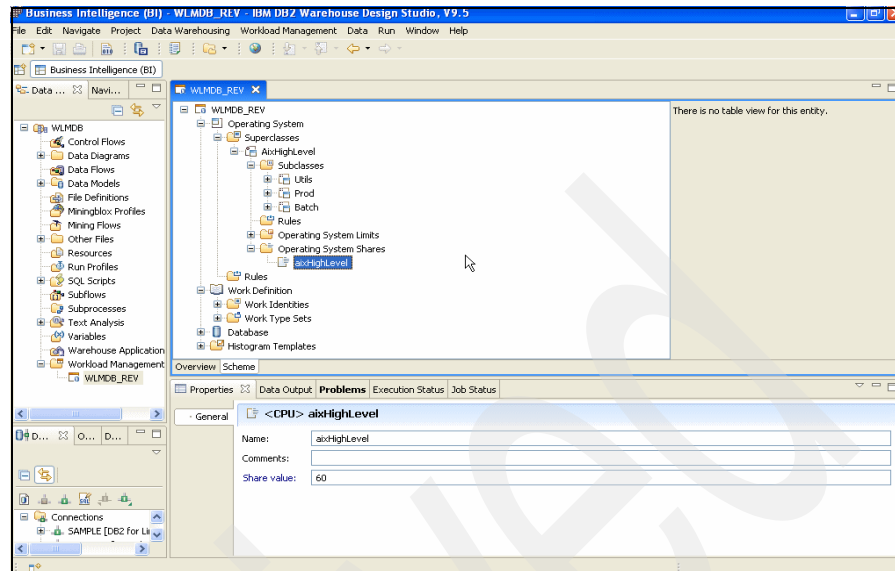 Business Intelligence (BI) - WLMDB_REV - IBM DB2 Warehouse Design Studio, V9.5
File Edit Navigate Project Data Warehousing Workload Management Data Run Window Help
Business Intelligence (BI)
Data ... Navi...
WLMDB
Control Flows
Data Diagrams
Data Flows
Data Models
File Definitions
Miningblox Profiles
Mining Flows
Other Files
Resources
Run Profiles
SQL Scripts
Subflows
Subprocesses
Text Analysis
Variables
Warehouse Application
Workload Management
WLMDB_REV
WLMDB_REV
WLMDB_REV
Operating System
Superclasses
AixHighLevel
Subclasses
Utils
Prod
Batch
Rules
Operating System Limits
Operating System Shares
aixHighLevel
Rules
Work Definition
Work Identities
Work Type Sets
Database
Histogram Templates
Overview Scheme
There is no table view for this entity.
Properties Data Output Problems Execution Status Job Status
General
<CPU> aixHighLevel
Name: aixHighLevel
Comments:
Share value: 60
D... O... D...
Connections
SAMPLE [DB2 for Lin